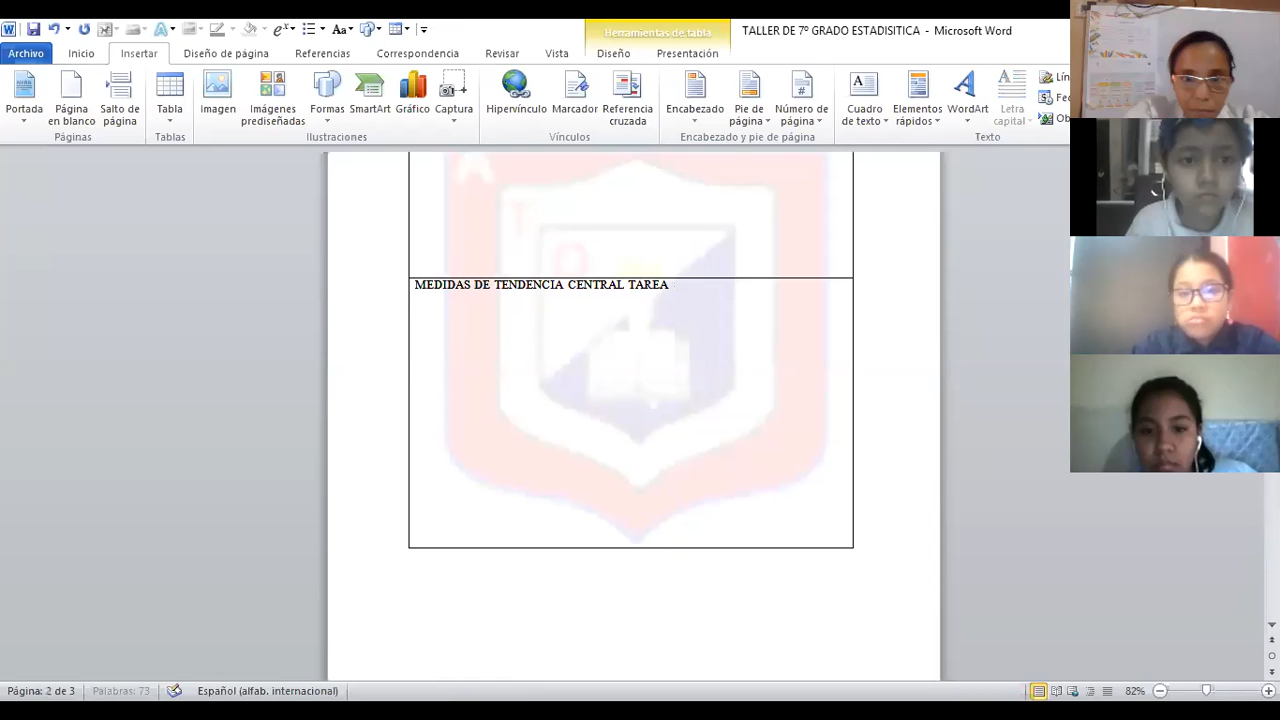 Herramientas de tabla
TALLER DE 7º GRADO ESTADISITICA - Microsoft Word
Archivo Inicio Insertar Diseño de página Referencias Correspondencia Revisar Vista Diseño Presentación
Portada
Página en blanco
Salto de página
Tabla
Imagen
Imágenes prediseñadas
Formas
SmartArt
Gráfico
Captura
Hipervínculo
Marcador
Referencia cruzada
Encabezado
Pie de página
Número de página
Cuadro de texto
Elementos rápidos
WordArt
Letra capital
Lín
Fec
Ob
Páginas Tablas Ilustraciones Vínculos Encabezado y pie de página Texto
A
T
O
MEDIDAS DE TENDENCIA CENTRAL TAREA
Página: 2 de 3 Palabras: 73 Español (alfab. internacional) 82%